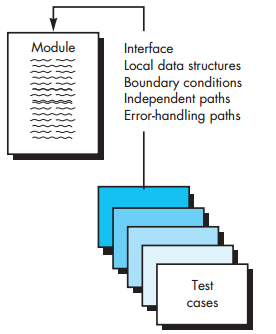 Module
Interface
Local data structures
Boundary conditions
Independent paths
Error-handling paths
Test
cases